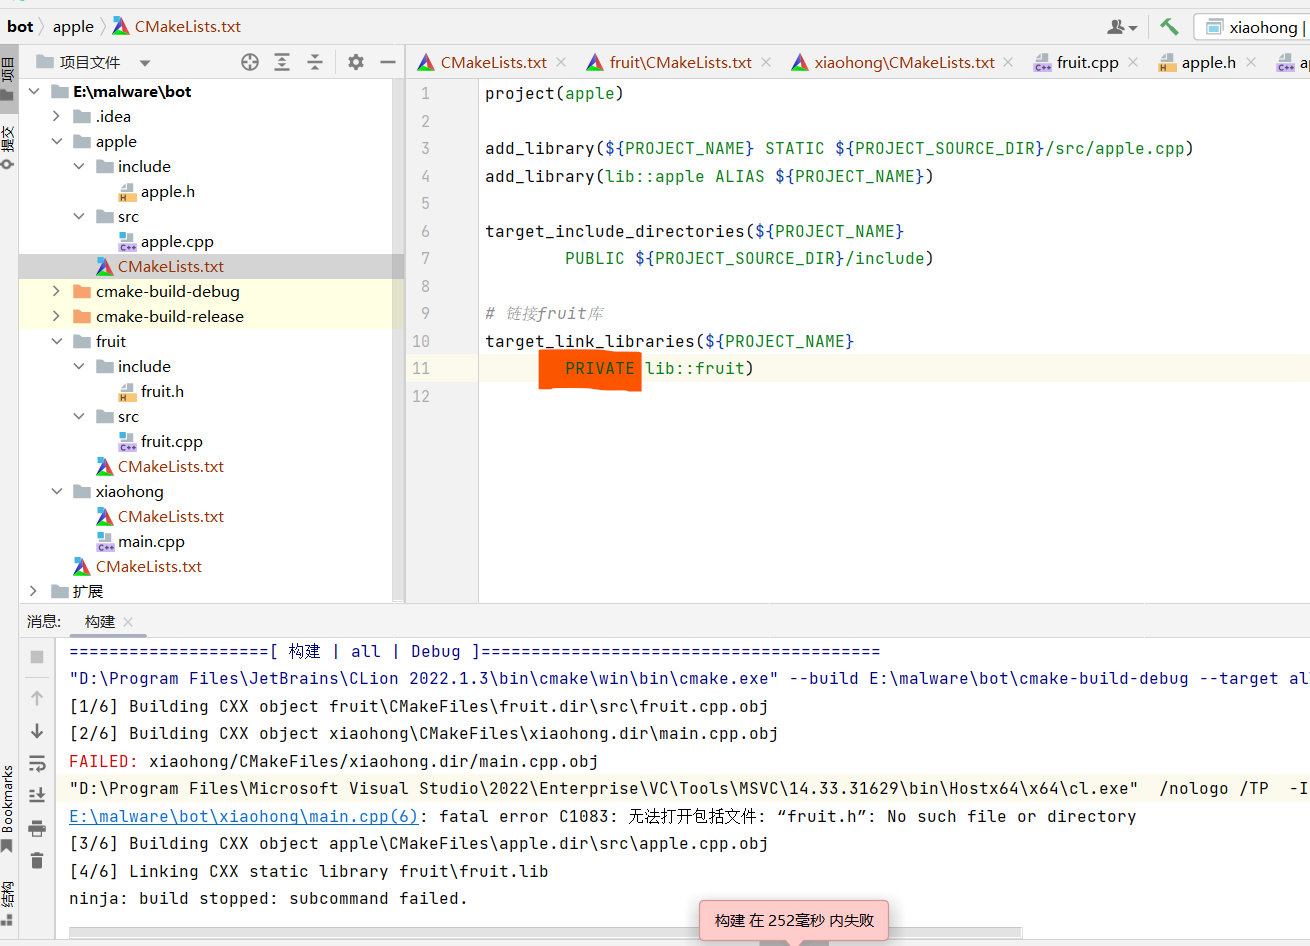 bot apple CMakeLists.txt
xiaohong |
项目
提交
Bookmarks
结构
项目文件
E:\malware\bot
.idea
apple
include
apple.h
src
apple.cpp
CMakeLists.txt
cmake-build-debug
cmake-build-release
fruit
include
fruit.h
src
fruit.cpp
CMakeLists.txt
xiaohong
CMakeLists.txt
main.cpp
CMakeLists.txt
扩展
CMakeLists.txt fruit\CMakeLists.txt xiaohong\CMakeLists.txt fruit.cpp apple.h
1 project(apple)
2
3 add_library(${PROJECT_NAME} STATIC ${PROJECT_SOURCE_DIR}/src/apple.cpp)
4 add_library(lib::apple ALIAS ${PROJECT_NAME})
5
6 target_include_directories(${PROJECT_NAME}
7 PUBLIC ${PROJECT_SOURCE_DIR}/include)
8
9 # 链接fruit库
10 target_link_libraries(${PROJECT_NAME}
11 PRIVATE lib::fruit)
12
消息: 构建
====================[ 构建 | all | Debug ]========================================
"D:\Program Files\JetBrains\CLion 2022.1.3\bin\cmake\win\bin\cmake.exe" --build E:\malware\bot\cmake-build-debug --target al
[1/6] Building CXX object fruit\CMakeFiles\fruit.dir\src\fruit.cpp.obj
[2/6] Building CXX object xiaohong\CMakeFiles\xiaohong.dir\main.cpp.obj
FAILED: xiaohong/CMakeFiles/xiaohong.dir/main.cpp.obj
"D:\Program Files\Microsoft Visual Studio\2022\Enterprise\VC\Tools\MSVC\14.33.31629\bin\Hostx64\x64\cl.exe" /nologo /TP -I
E:\malware\bot\xiaohong\main.cpp(6): fatal error C1083: 无法打开包括文件: “fruit.h”: No such file or directory
[3/6] Building CXX object apple\CMakeFiles\apple.dir\src\apple.cpp.obj
[4/6] Linking CXX static library fruit\fruit.lib
ninja: build stopped: subcommand failed.
构建 在 252毫秒 内失败